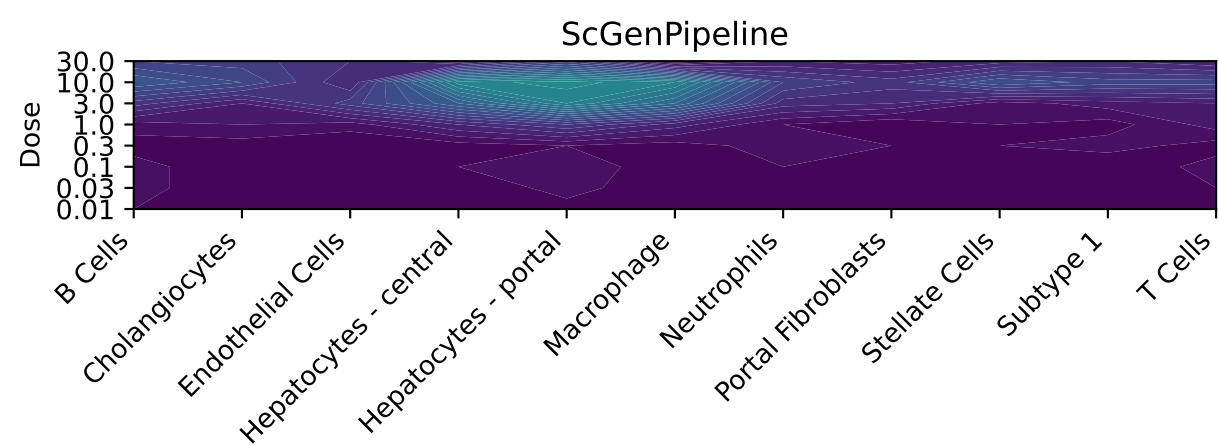 ScGenPipeline
Dose
30.0
10.0
3.0
1.0
0.3
0.1
0.03
0.01
B Cells
Cholangiocytes
Endothelial Cells
Hepatocytes - central
Hepatocytes - portal
Macrophage
Neutrophils
Portal Fibroblasts
Stellate Cells
Subtype 1
T Cells